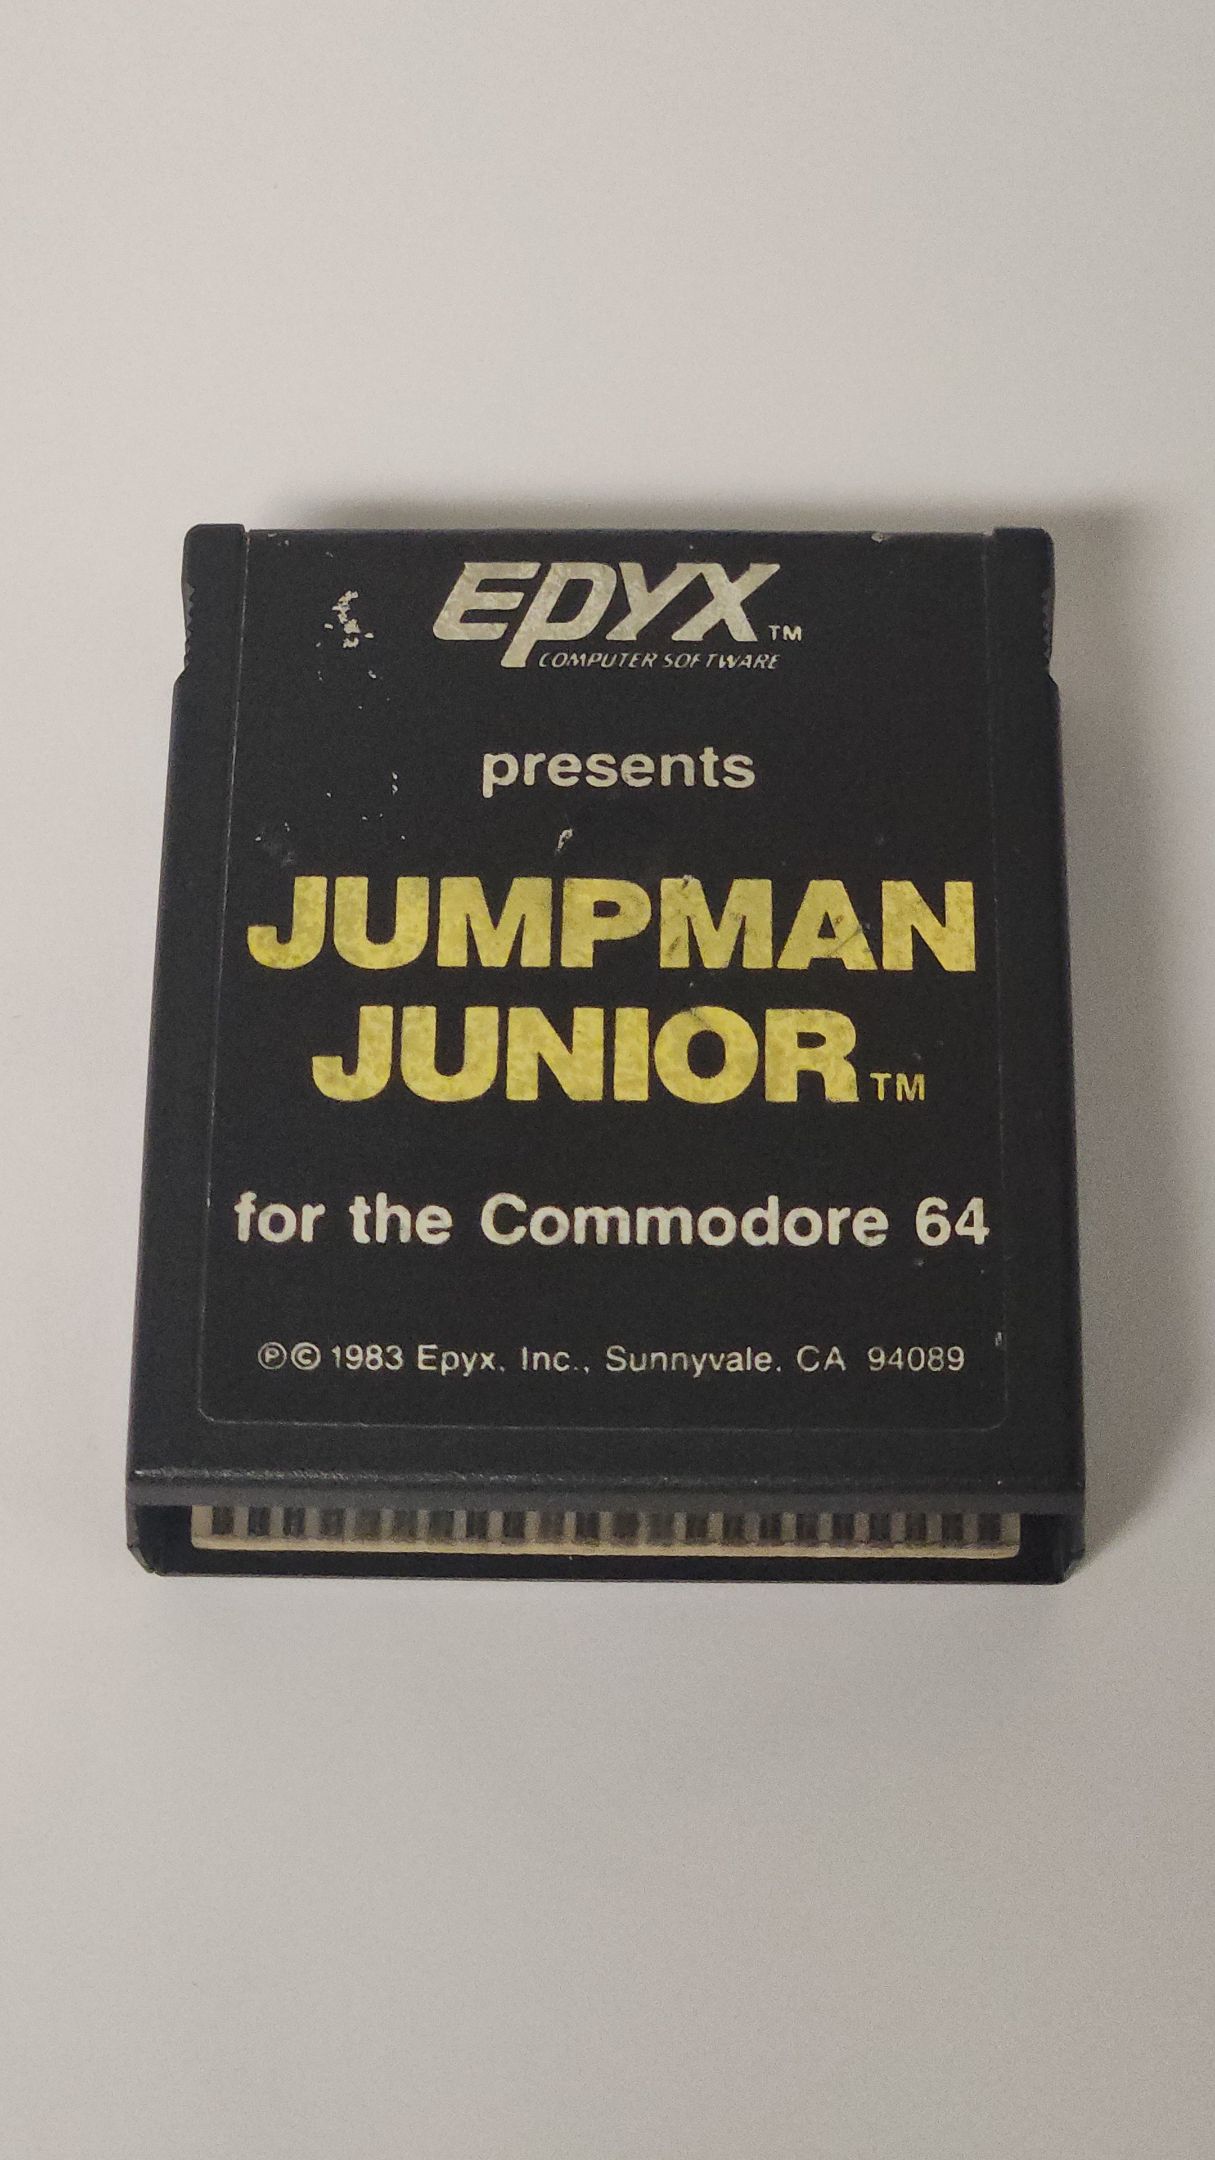 EPYX™
COMPUTER SOFTWARE
presents
JUMPMAN
JUNIOR™
for the Commodore 64
℗© 1983 Epyx, Inc., Sunnyvale, CA 94089